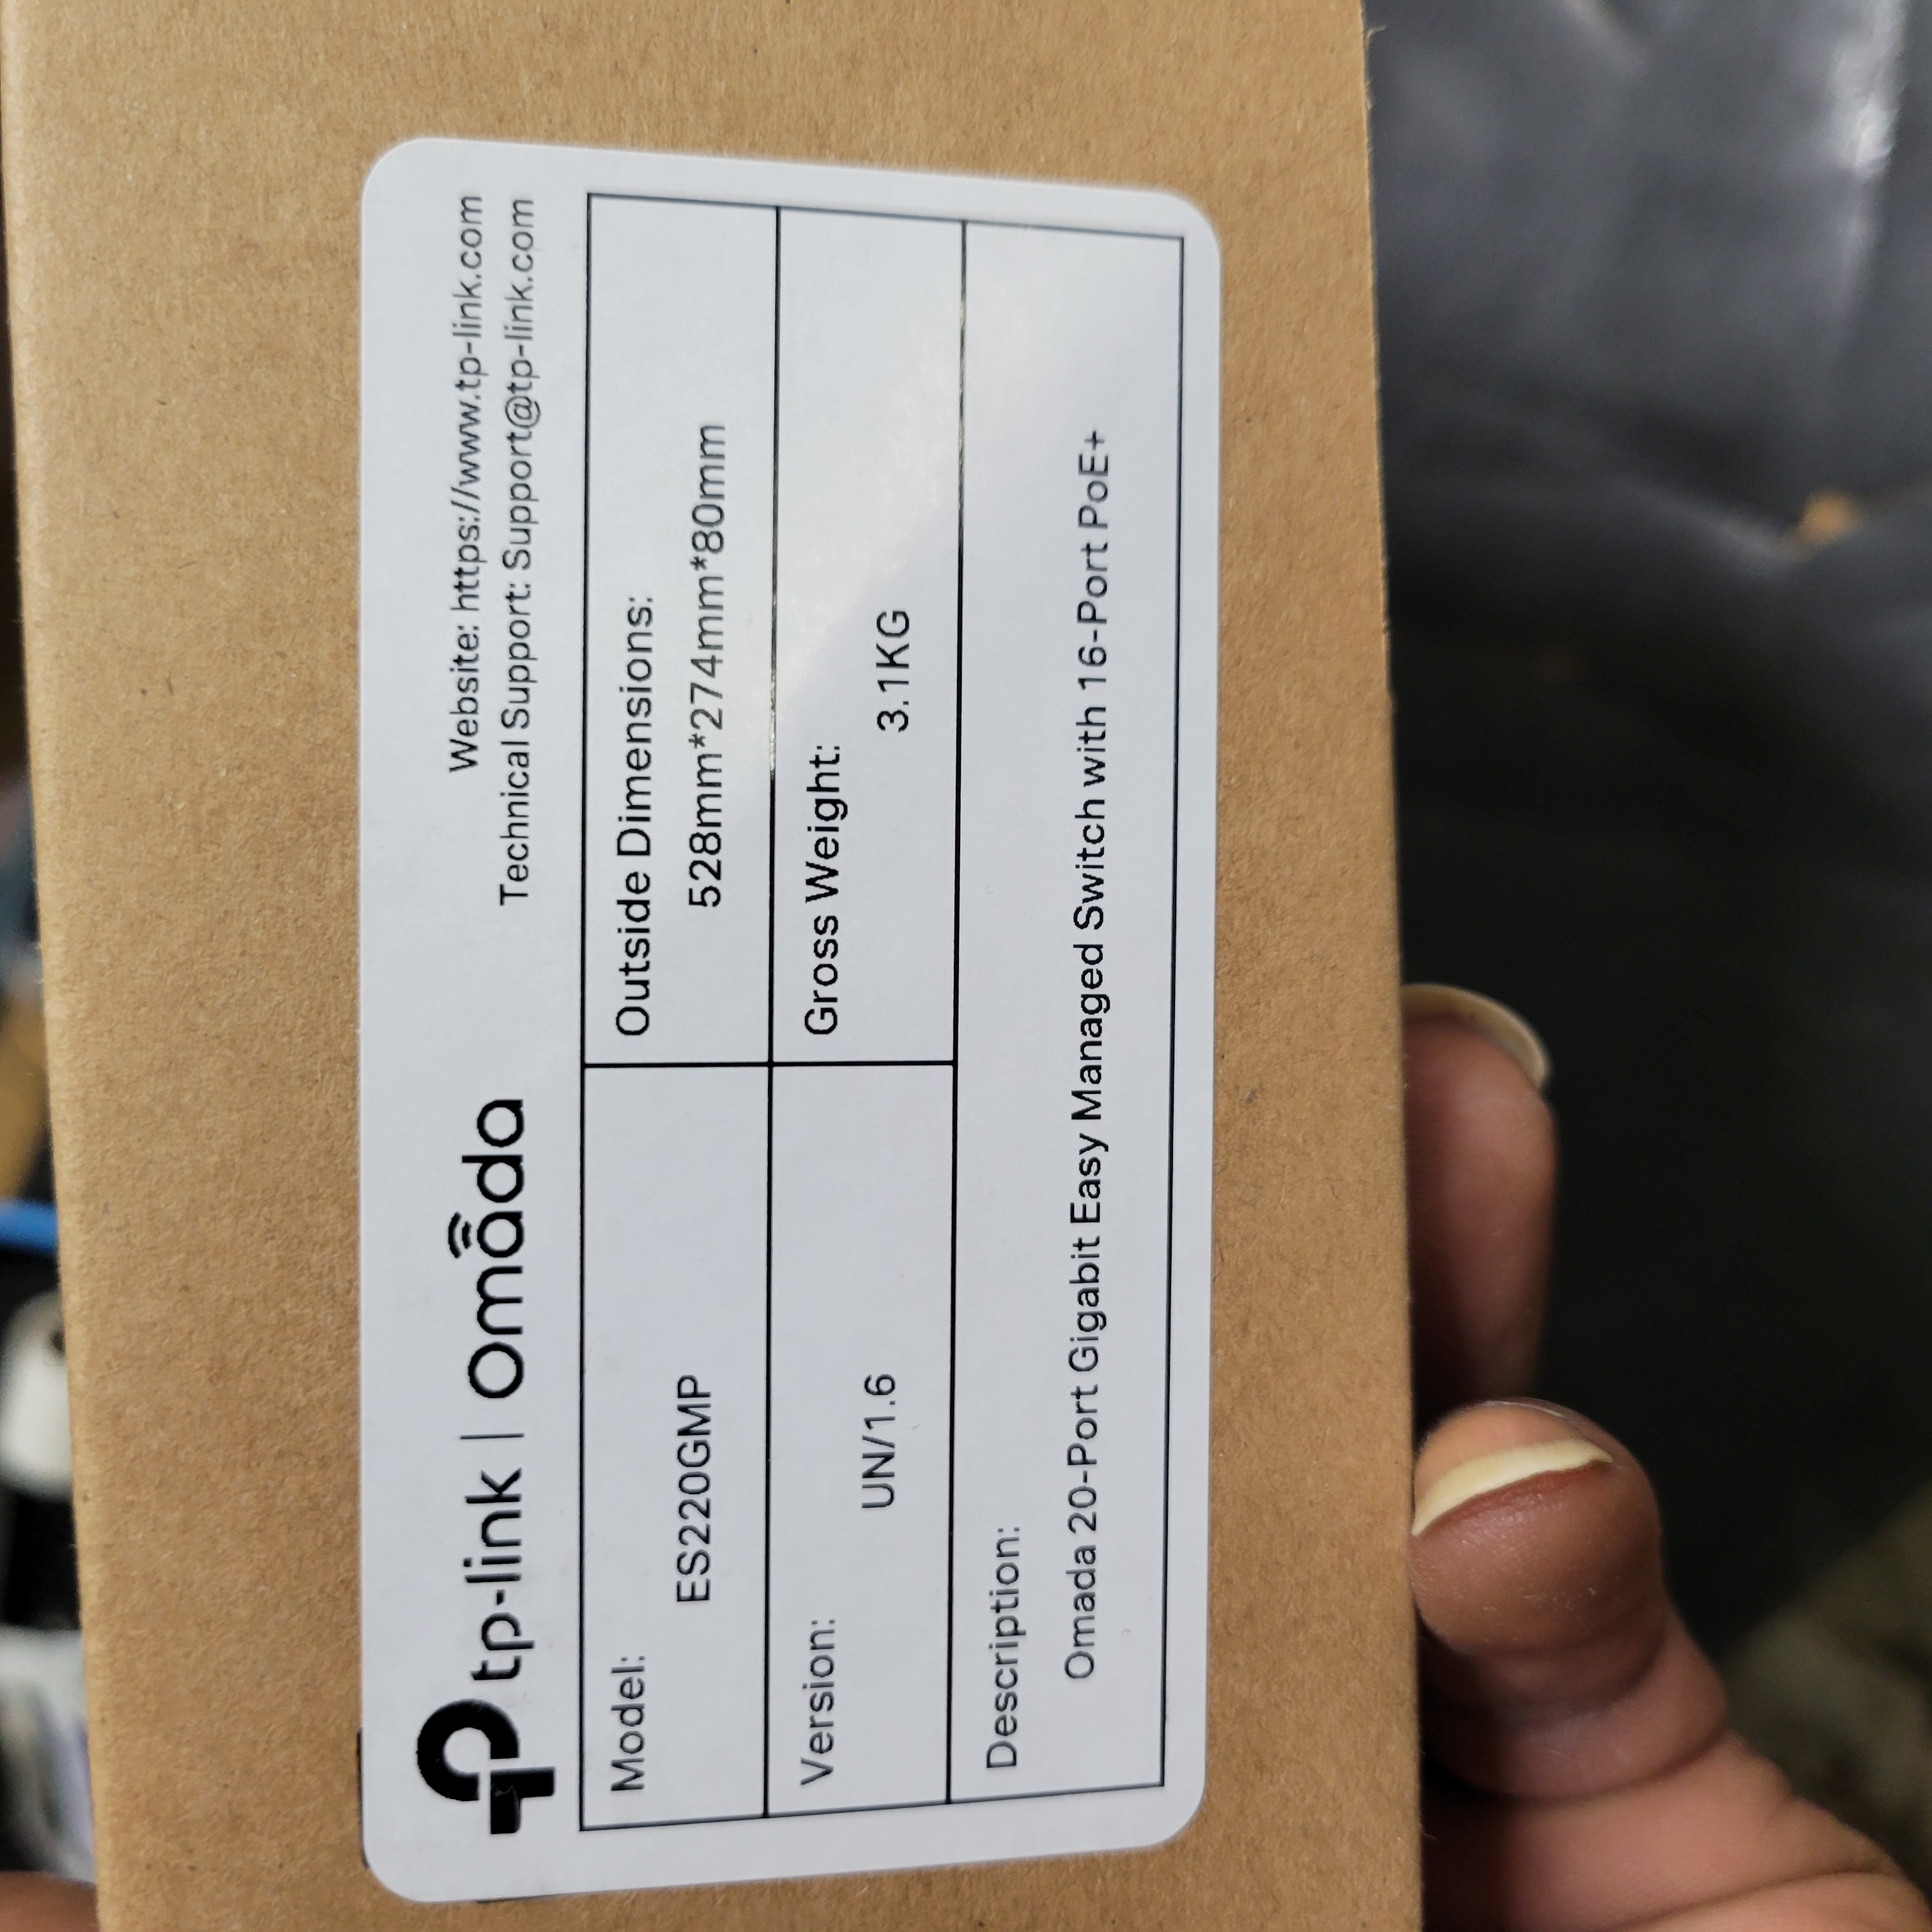 tp-link | omada
Website: https://www.tp-link.com
Technical Support: Support@tp-link.com
Model:
ES220GMP
Outside Dimensions:
528mm*274mm*80mm
Version:
UN/1.6
Gross Weight:
3.1KG
Description:
Omada 20-Port Gigabit Easy Managed Switch with 16-Port PoE+